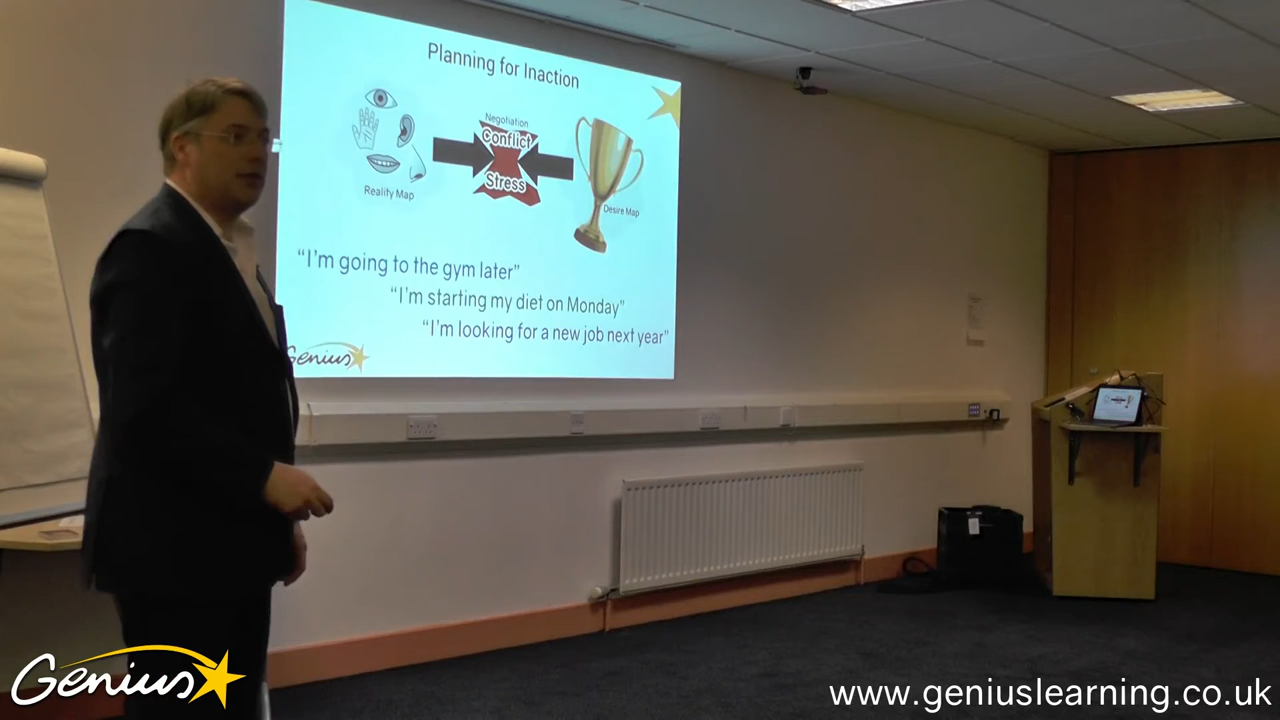 Planning for Inaction
Negotiation
Conflict
Stress
Reality Map
Desire Map
“I’m going to the gym later”
“I’m starting my diet on Monday”
“I’m looking for a new job next year”
Genius
Genius
www.geniuslearning.co.uk